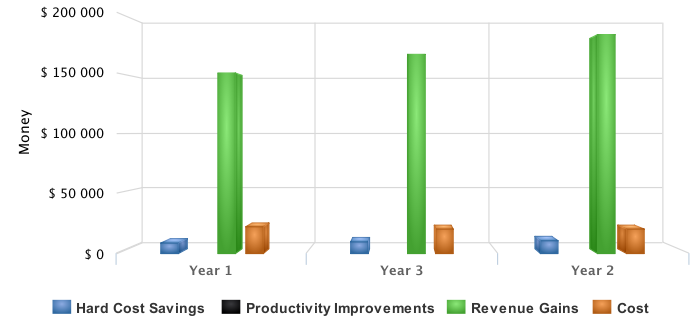 $ 200 000
$ 150 000
$ 100 000
$ 50 000
$ 0
Money
Year 1 Year 3 Year 2
Hard Cost Savings Productivity Improvements Revenue Gains Cost